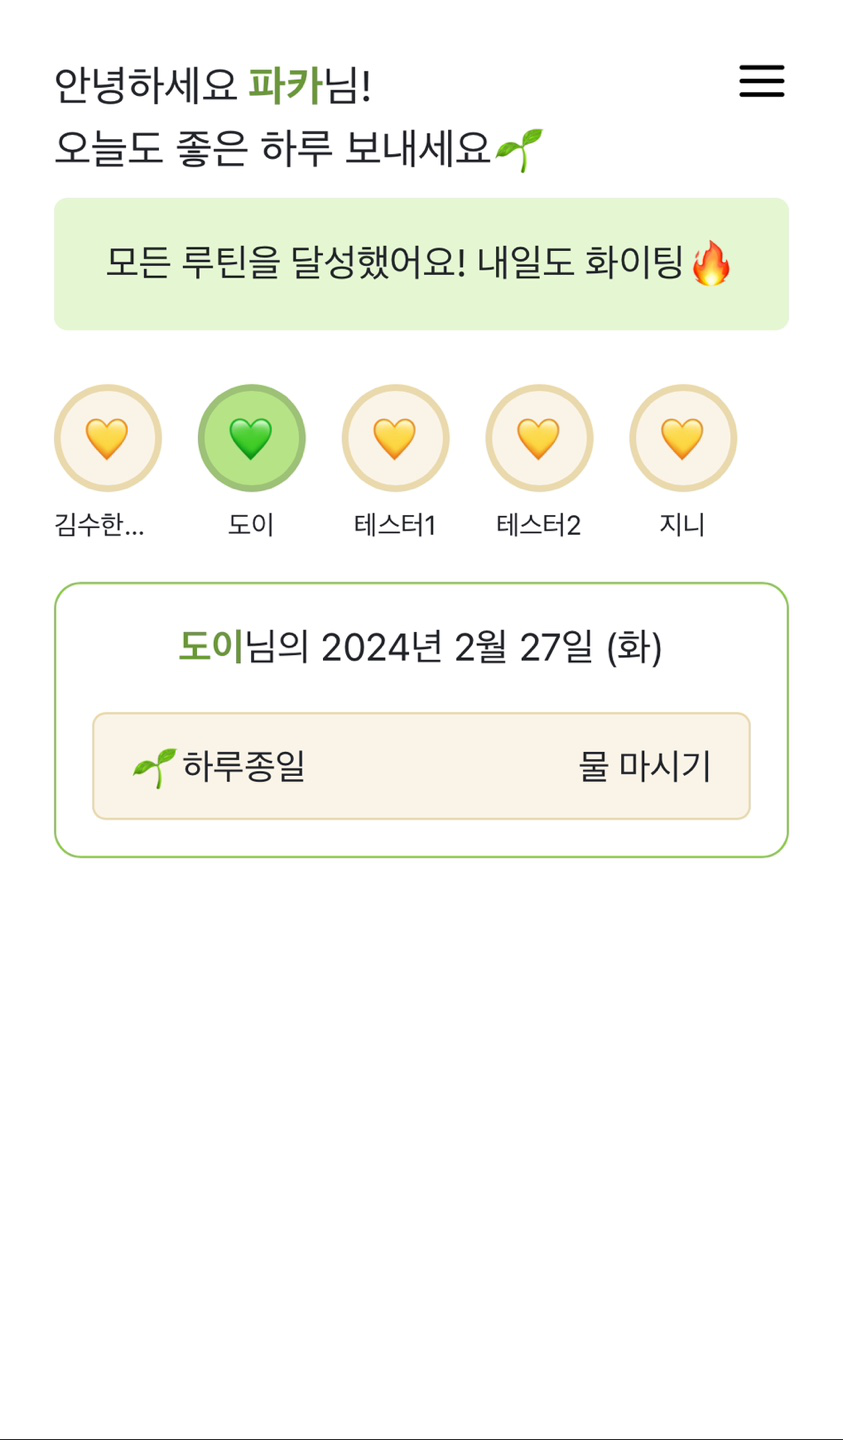 안녕하세요 파카님!
오늘도 좋은 하루 보내세요🌱
모든 루틴을 달성했어요! 내일도 화이팅🔥
김수한...
도이
테스터1
테스터2
지니
도이님의 2024년 2월 27일 (화)
🌱 하루종일 물 마시기